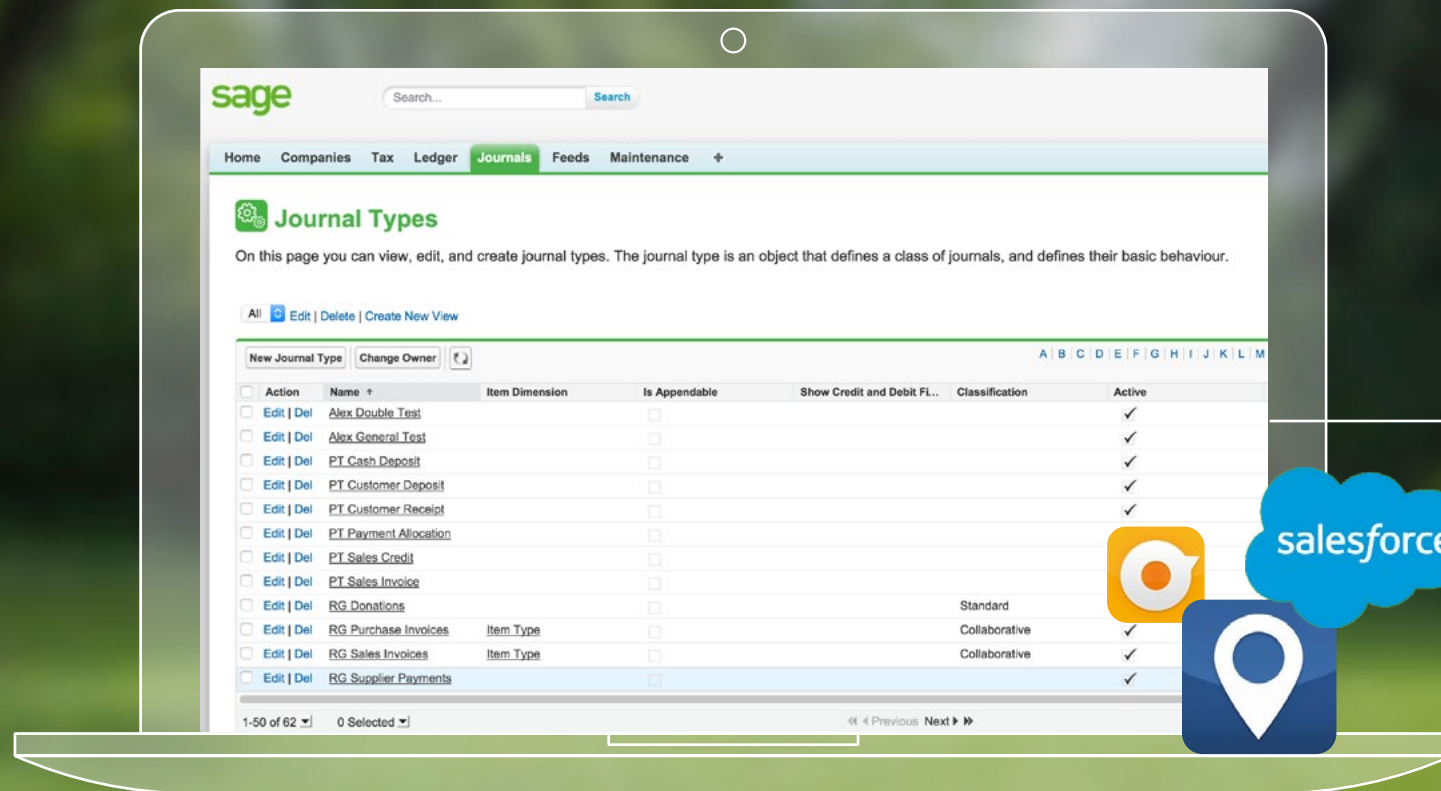 sage
Search... Search
Home Companies Tax Ledger Journals Feeds Maintenance +
Journal Types
On this page you can view, edit, and create journal types. The journal type is an object that defines a class of journals, and defines their basic behaviour.
All Edit | Delete | Create New View
New Journal Type Change Owner A | B | C | D | E | F | G | H | I | J | K | L | M
Action Name Item Dimension Is Appendable Show Credit and Debit Fi... Classification Active
Edit | Del Alex Double Test
Edit | Del Alex General Test
Edit | Del PT Cash Deposit
Edit | Del PT Customer Deposit
Edit | Del PT Customer Receipt
Edit | Del PT Payment Allocation
Edit | Del PT Sales Credit
Edit | Del PT Sales Invoice
Edit | Del RG Donations Standard
Edit | Del RG Purchase Invoices Item Type Collaborative
Edit | Del RG Sales Invoices Item Type Collaborative
Edit | Del RG Supplier Payments
1-50 of 62 0 Selected Previous Next
salesforce